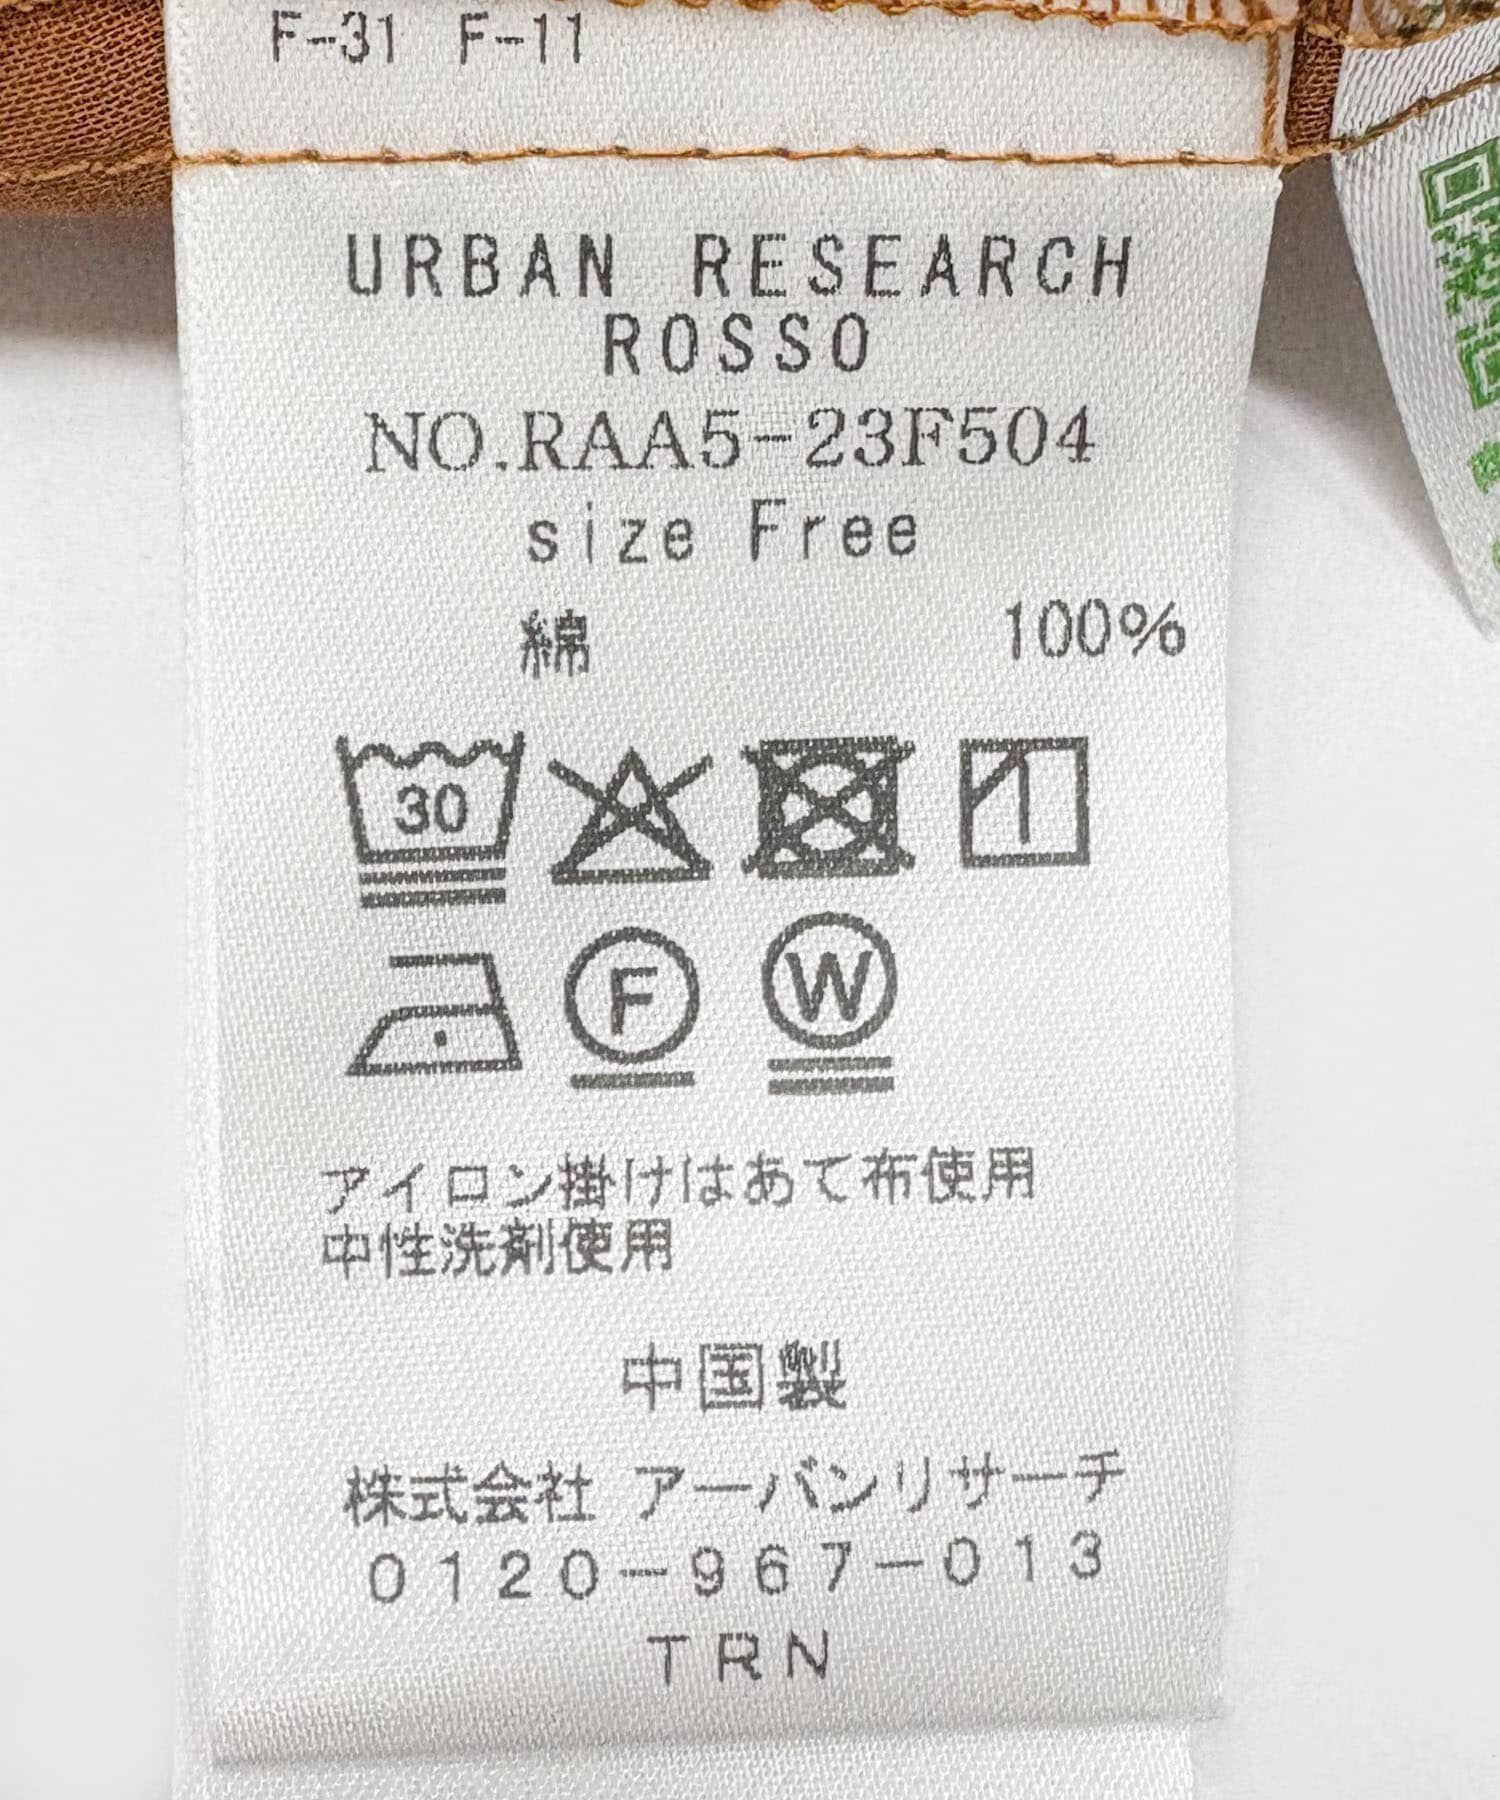 F-31 F-11
URBAN RESEARCH
ROSSO
NO.RAA5-23F504
size Free
綿 100%
30
F W
アイロン掛けはあて布使用
中性洗剤使用
中国製
株式会社 アーバンリサーチ
0120-967-013
TRN